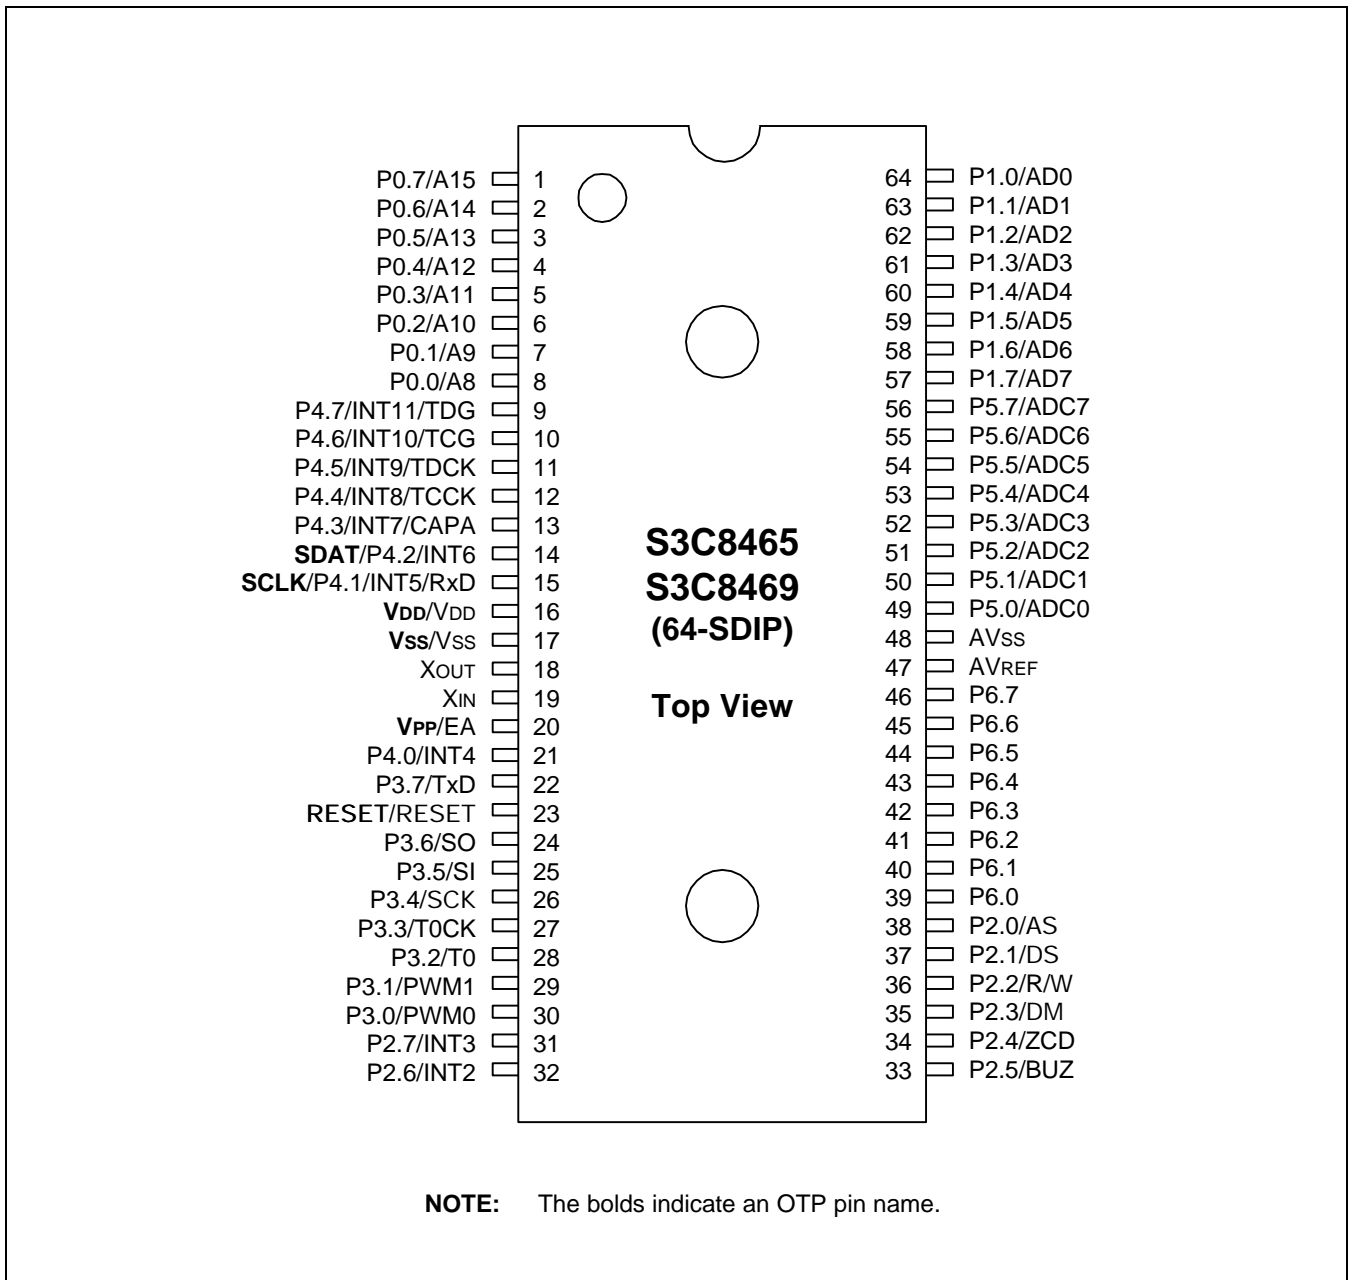 P0.7/A15 1
P0.6/A14 2
P0.5/A13 3
P0.4/A12 4
P0.3/A11 5
P0.2/A10 6
P0.1/A9 7
P0.0/A8 8
P4.7/INT11/TDG 9
P4.6/INT10/TCG 10
P4.5/INT9/TDCK 11
P4.4/INT8/TCCK 12
P4.3/INT7/CAPA 13
SDAT/P4.2/INT6 14
SCLK/P4.1/INT5/RxD 15
VDD/VDD 16
VSS/VSS 17
XOUT 18
XIN 19
VPP/EA 20
P4.0/INT4 21
P3.7/TxD 22
RESET/RESET 23
P3.6/SO 24
P3.5/SI 25
P3.4/SCK 26
P3.3/T0CK 27
P3.2/T0 28
P3.1/PWM1 29
P3.0/PWM0 30
P2.7/INT3 31
P2.6/INT2 32
S3C8465
S3C8469
(64-SDIP)
Top View
64 P1.0/AD0
63 P1.1/AD1
62 P1.2/AD2
61 P1.3/AD3
60 P1.4/AD4
59 P1.5/AD5
58 P1.6/AD6
57 P1.7/AD7
56 P5.7/ADC7
55 P5.6/ADC6
54 P5.5/ADC5
53 P5.4/ADC4
52 P5.3/ADC3
51 P5.2/ADC2
50 P5.1/ADC1
49 P5.0/ADC0
48 AVSS
47 AVREF
46 P6.7
45 P6.6
44 P6.5
43 P6.4
42 P6.3
41 P6.2
40 P6.1
39 P6.0
38 P2.0/AS
37 P2.1/DS
36 P2.2/R/W
35 P2.3/DM
34 P2.4/ZCD
33 P2.5/BUZ
NOTE: The bolds indicate an OTP pin name.